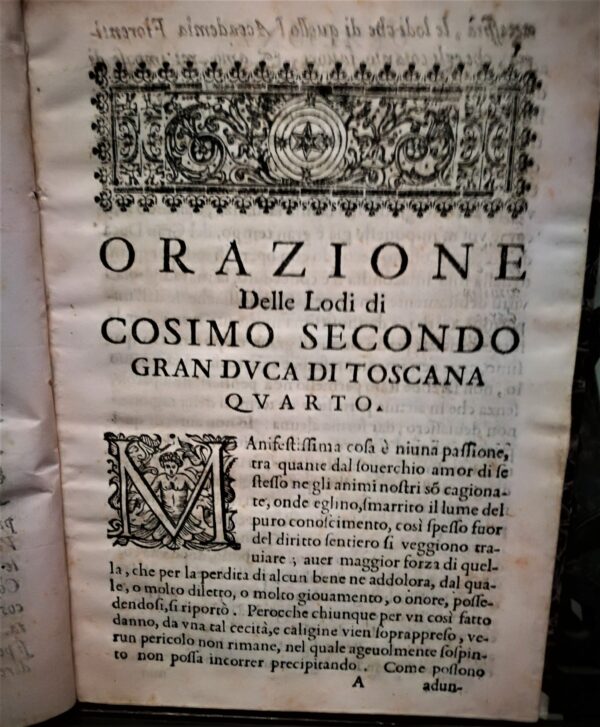 ORAZIONE
Delle Lodi di
COSIMO SECONDO
GRAN DVCA DI TOSCANA
QVARTO.
MAnifeſtiſſima coſa è niuna paſſione,
tra quante dal ſouerchio amor di ſe
ſteſſo ne gli animi noſtri sõ cagiona-
te, onde eglino, ſmarrito il lume del
puro conoſcimento, così ſpeſſo fuor
del diritto ſentiero ſi veggiono tra-
uiare; auer maggior forza di quel-
la, che per la perdita di alcun bene ne addolora, dal qua-
le, o molto diletto, o molto giouamento, o onore, poſſe-
dendoſi, ſi riportò. Perocche chiunque per vn così fatto
danno, da vna tal cecità, e caligine vien ſoprappreſo, ve-
run pericolo non rimane, nel quale ageuolmente ſoſpin-
to non poſſa incorrer precipitando. Come poſſono
A adun-